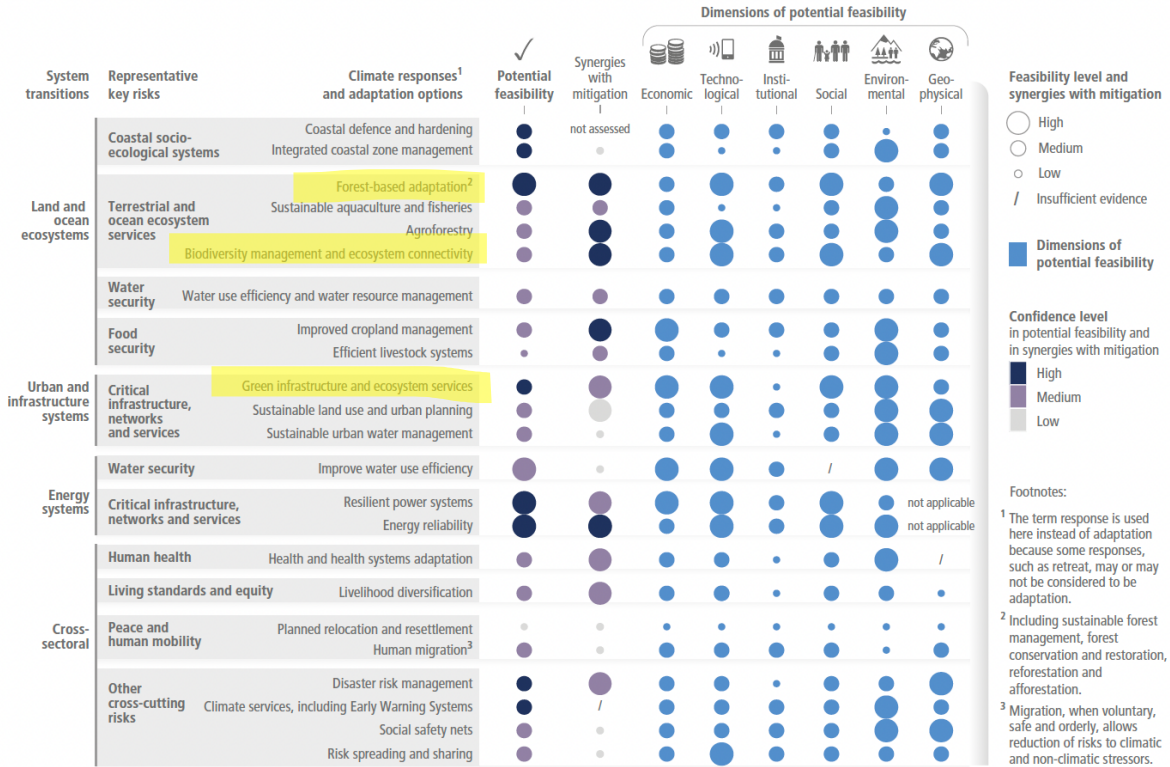 Dimensions of potential feasibility
System transitions
Representative key risks
Climate responses1 and adaptation options
Potential feasibility
Synergies with mitigation
Economic
Techno-logical
Insti-tutional
Social
Environ-mental
Geo-physical
Land and ocean ecosystems
Coastal socio-ecological systems
Coastal defence and hardening
not assessed
Integrated coastal zone management
Terrestrial and ocean ecosystem services
Forest-based adaptation2
Sustainable aquaculture and fisheries
Agroforestry
Biodiversity management and ecosystem connectivity
Water security
Water use efficiency and water resource management
Food security
Improved cropland management
Efficient livestock systems
Urban and infrastructure systems
Critical infrastructure, networks and services
Green infrastructure and ecosystem services
Sustainable land use and urban planning
Sustainable urban water management
Energy systems
Water security
Improve water use efficiency
/
Critical infrastructure, networks and services
Resilient power systems
not applicable
Energy reliability
not applicable
Cross-sectoral
Human health
Health and health systems adaptation
/
Living standards and equity
Livelihood diversification
Peace and human mobility
Planned relocation and resettlement
Human migration3
Other cross-cutting risks
Disaster risk management
Climate services, including Early Warning Systems
/
Social safety nets
Risk spreading and sharing
Feasibility level and
synergies with mitigation
High
Medium
Low
/ Insufficient evidence
Dimensions of
potential feasibility
Confidence level
in potential feasibility and
in synergies with mitigation
High
Medium
Low
Footnotes:
1 The term response is used
here instead of adaptation
because some responses,
such as retreat, may or may
not be considered to be
adaptation.
2 Including sustainable forest
management, forest
conservation and restoration,
reforestation and
afforestation.
3 Migration, when voluntary,
safe and orderly, allows
reduction of risks to climatic
and non-climatic stressors.